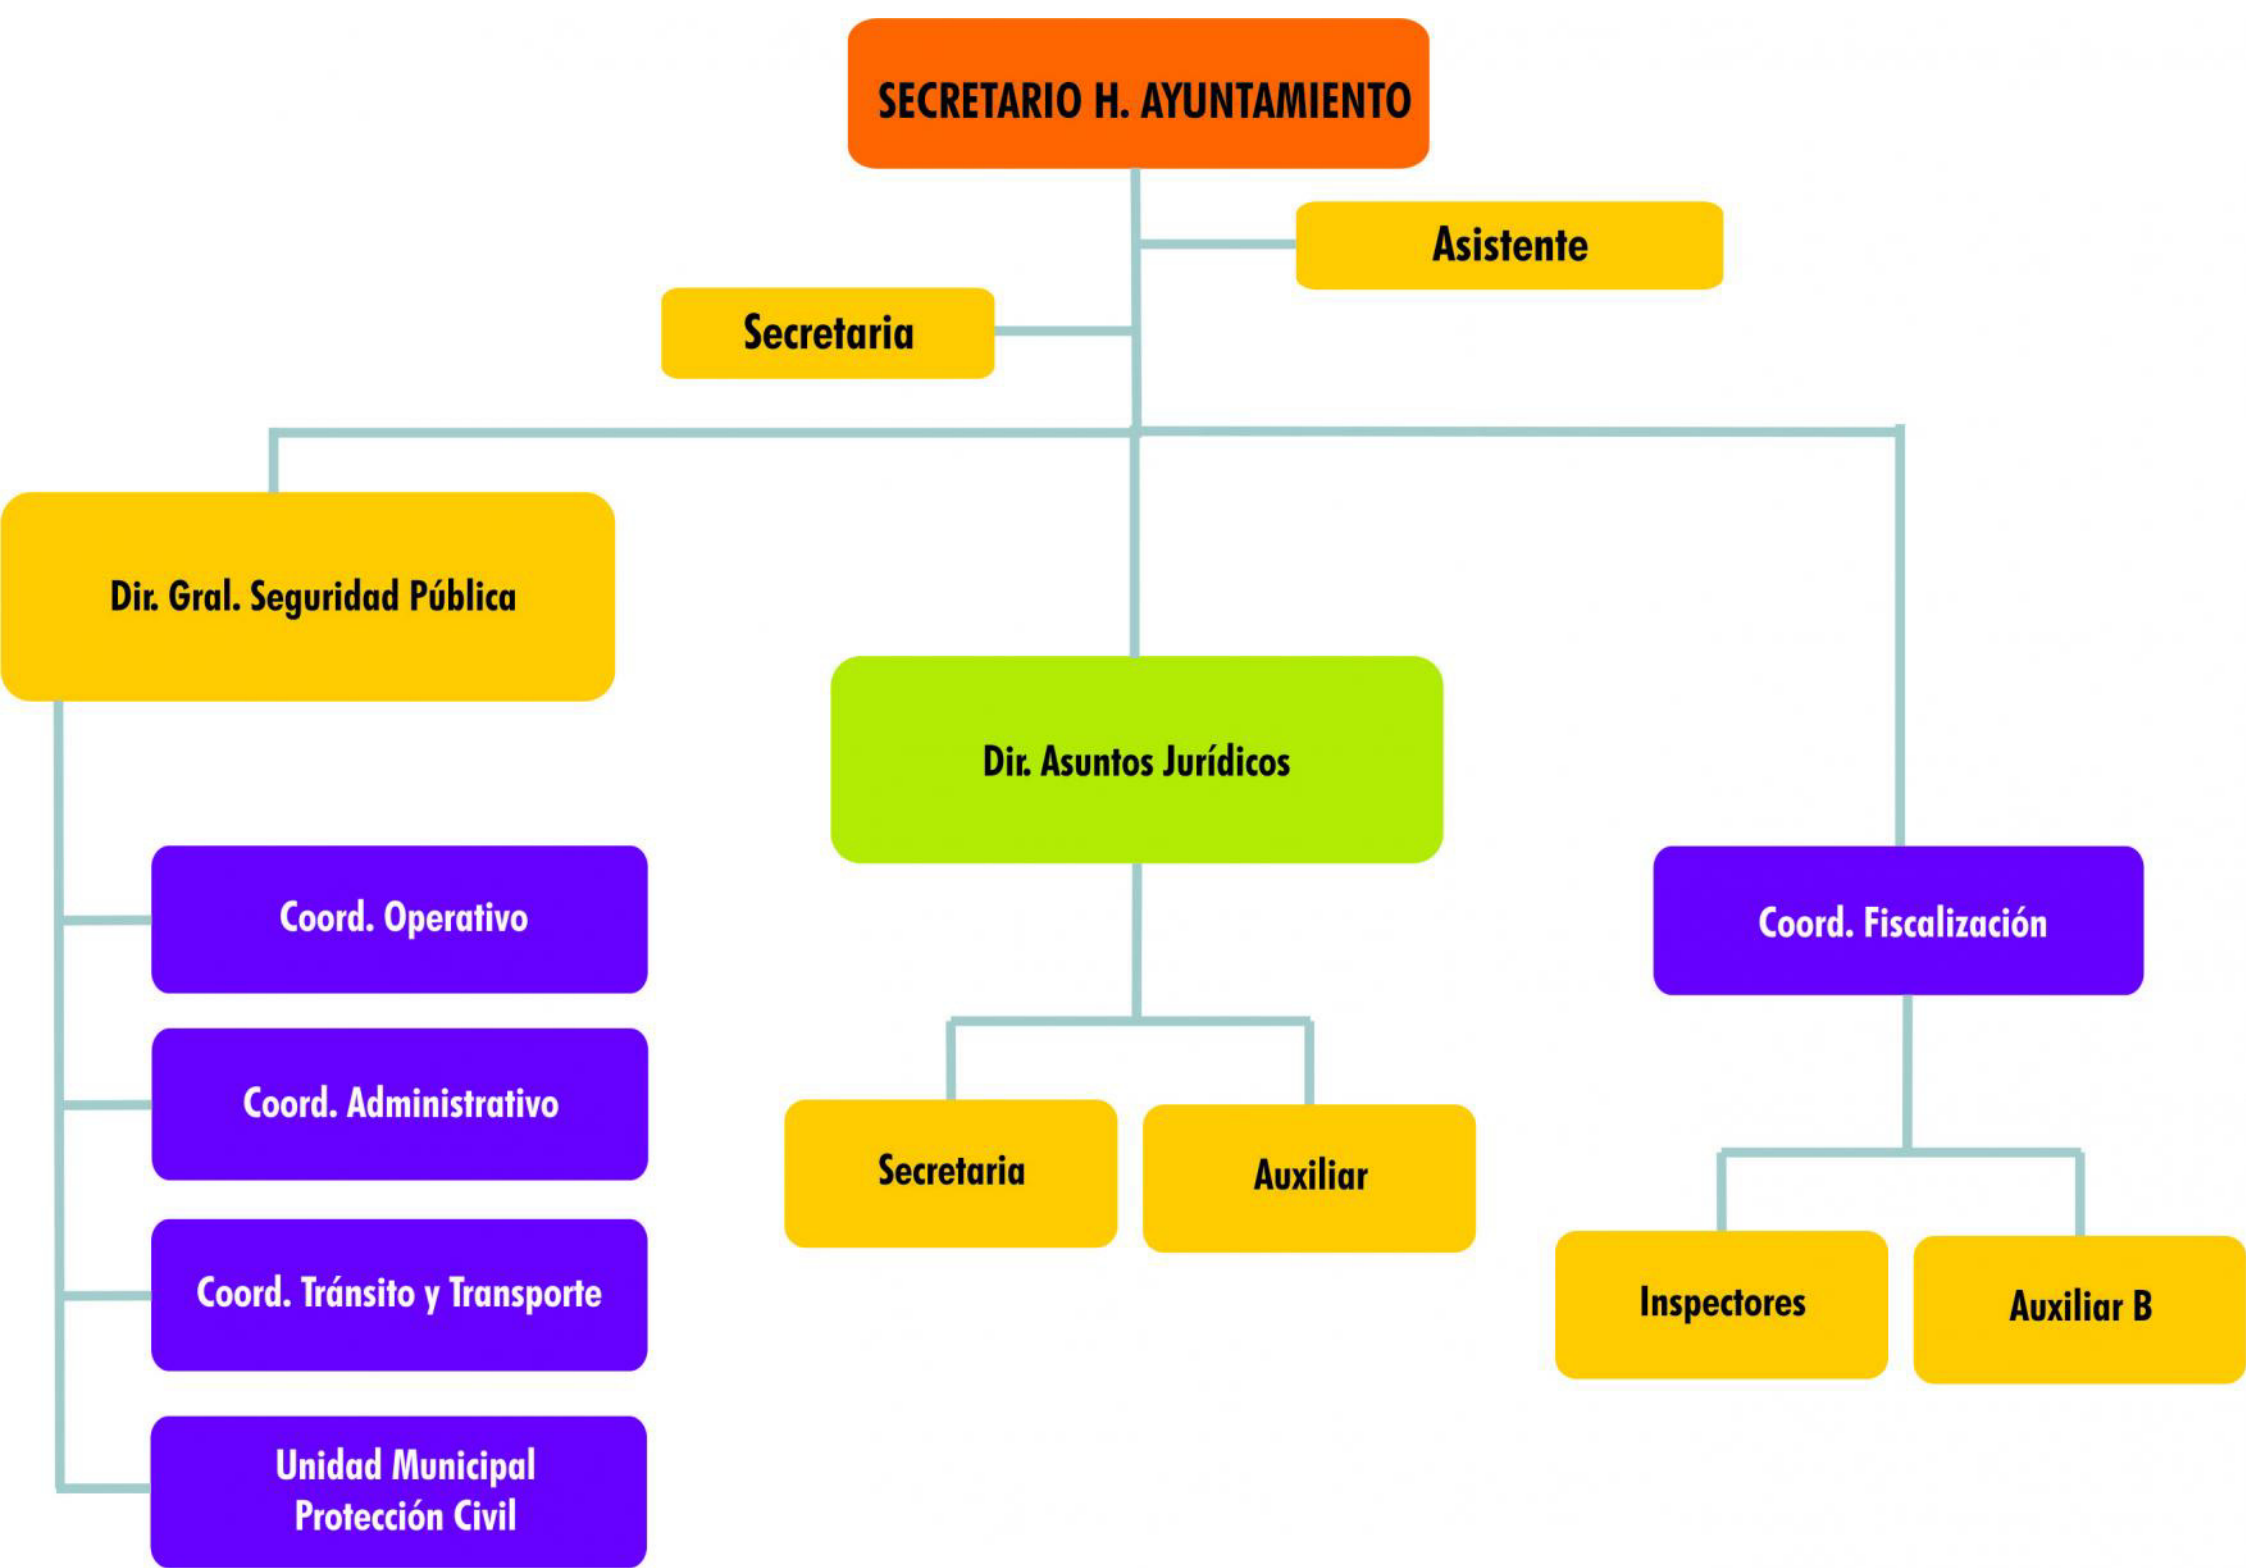 SECRETARIO H. AYUNTAMIENTO
Asistente
Secretaria
Dir. Gral. Seguridad Pública
Dir. Asuntos Jurídicos
Coord. Operativo
Coord. Fiscalización
Coord. Administrativo
Secretaria
Auxiliar
Coord. Tránsito y Transporte
Inspectores
Auxiliar B
Unidad Municipal
Protección Civil